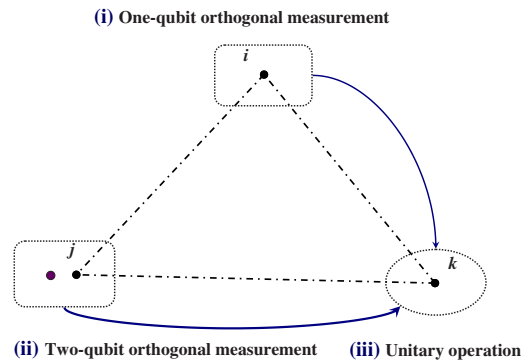 (i) One-qubit orthogonal measurement
i
j
k
(ii) Two-qubit orthogonal measurement (iii) Unitary operation